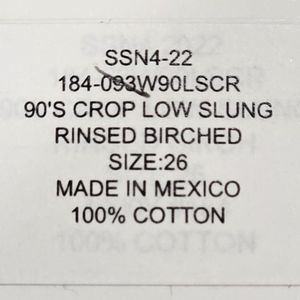 SSN4-22
184-093W90LSCR
90'S CROP LOW SLUNG
RINSED BIRCHED
SIZE:26
MADE IN MEXICO
100% COTTON